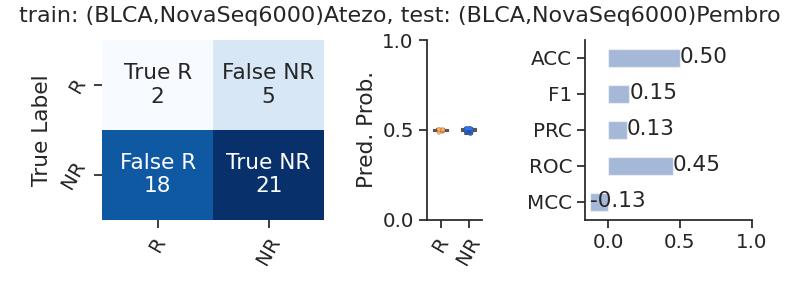 train: (BLCA,NovaSeq6000)Atezo, test: (BLCA,NovaSeq6000)Pembro
True Label
R
NR
True R
2
False NR
5
False R
18
True NR
21
R
NR
Pred. Prob.
1.0
0.5
0.0
R
NR
ACC
0.50
F1
0.15
PRC
0.13
ROC
0.45
MCC
-0.13
0.0
0.5
1.0